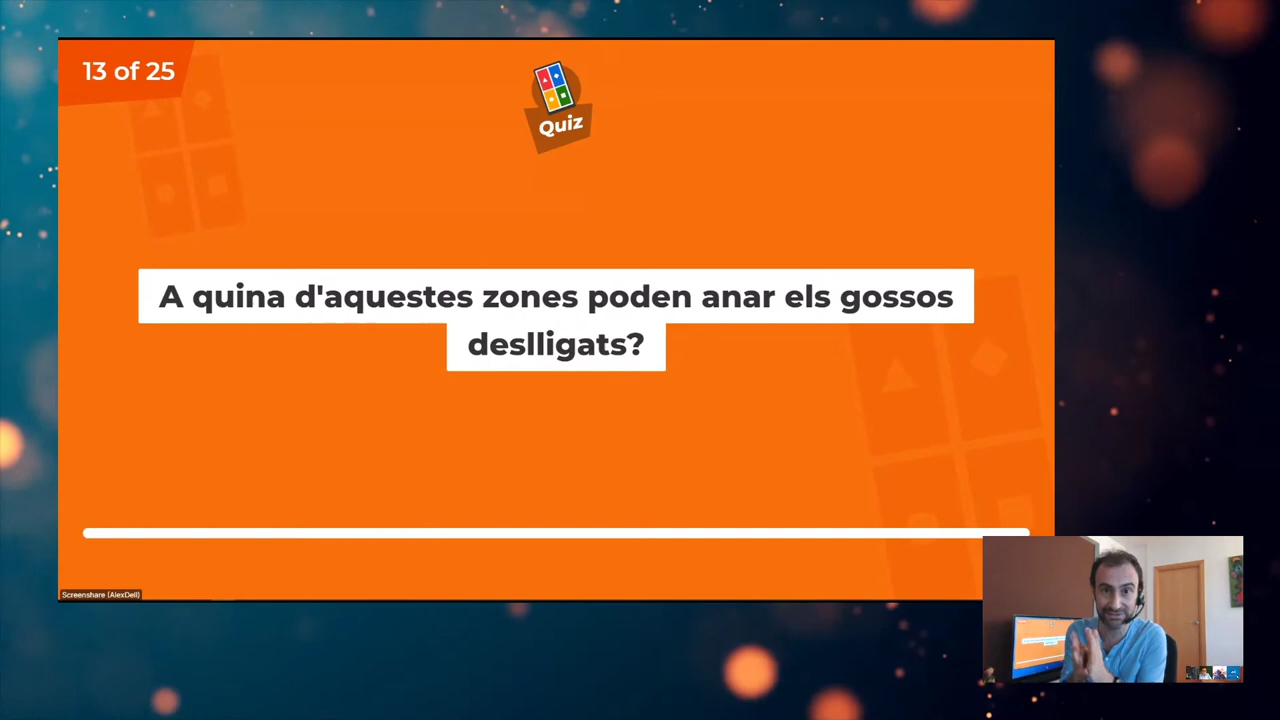 13 of 25
Quiz
A quina d'aquestes zones poden anar els gossos
deslligats?
Screenshare (AlexDell)